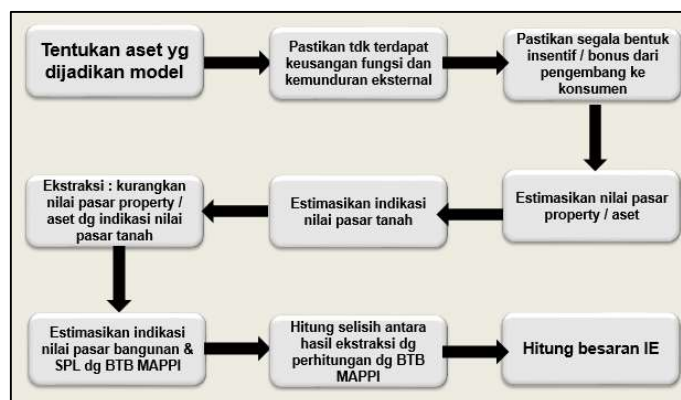 Tentukan aset yg
dijadikan model
Pastikan tdk terdapat
keusangan fungsi dan
kemunduran eksternal
Pastikan segala bentuk
insentif / bonus dari
pengembang ke
konsumen
Estimasikan nilai pasar
property / aset
Estimasikan indikasi
nilai pasar tanah
Ekstraksi : kurangkan
nilai pasar property /
aset dg indikasi nilai
pasar tanah
Estimasikan indikasi
nilai pasar bangunan &
SPL dg BTB MAPPI
Hitung selisih antara
hasil ekstraksi dg
perhitungan dg BTB
MAPPI
Hitung besaran IE